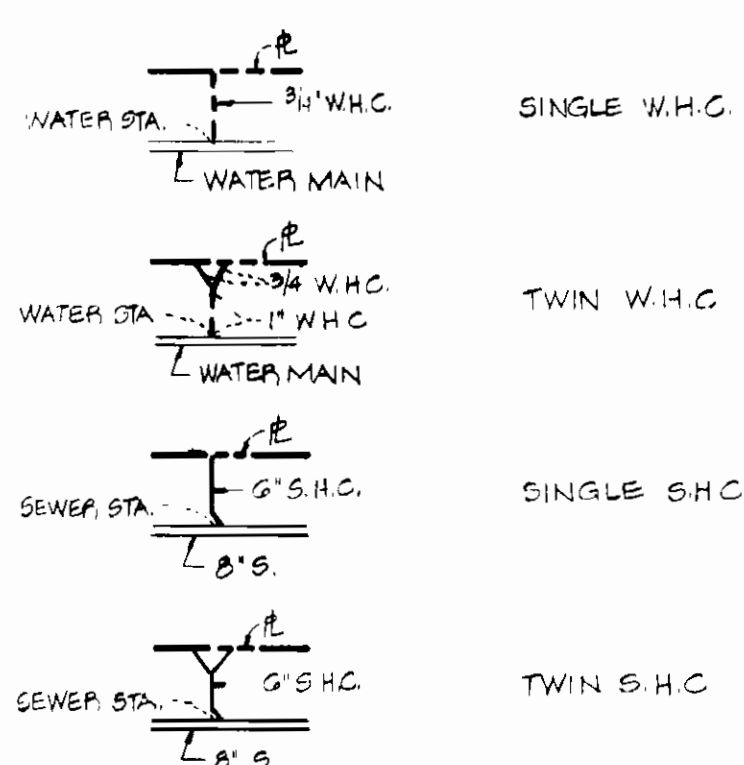 ℄
3/4" W.H.C.
WATER STA.
SINGLE W.H.C.
WATER MAIN
℄
3/4 W.H.C.
WATER STA
1" W H C
TWIN W.H.C
WATER MAIN
℄
6" S.H.C.
SEWER STA.
SINGLE S.H C
8" S.
℄
6" S H.C.
SEWER STA.
TWIN S.H.C
8" S